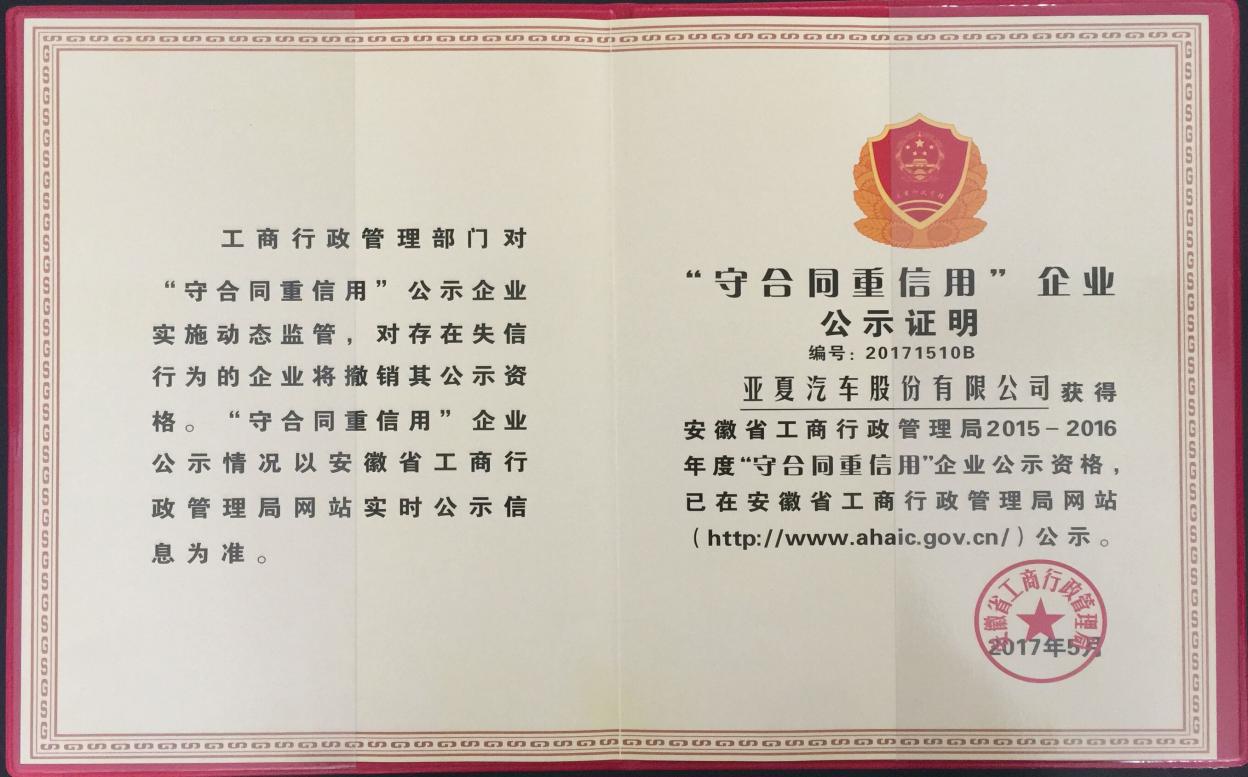 工商行政管理部门对
“守合同重信用”公示企业
实施动态监管，对存在失信
行为的企业将撤销其公示资
格。“守合同重信用”企业
公示情况以安徽省工商行
政管理局网站实时公示信
息为准。
“守合同重信用”企业
公示证明
编号：20171510B
亚夏汽车股份有限公司获得
安徽省工商行政管理局2015－2016
年度“守合同重信用”企业公示资格，
已在安徽省工商行政管理局网站
（http://www.ahaic.gov.cn/）公示。
安徽省工商行政管理局
2017年5月